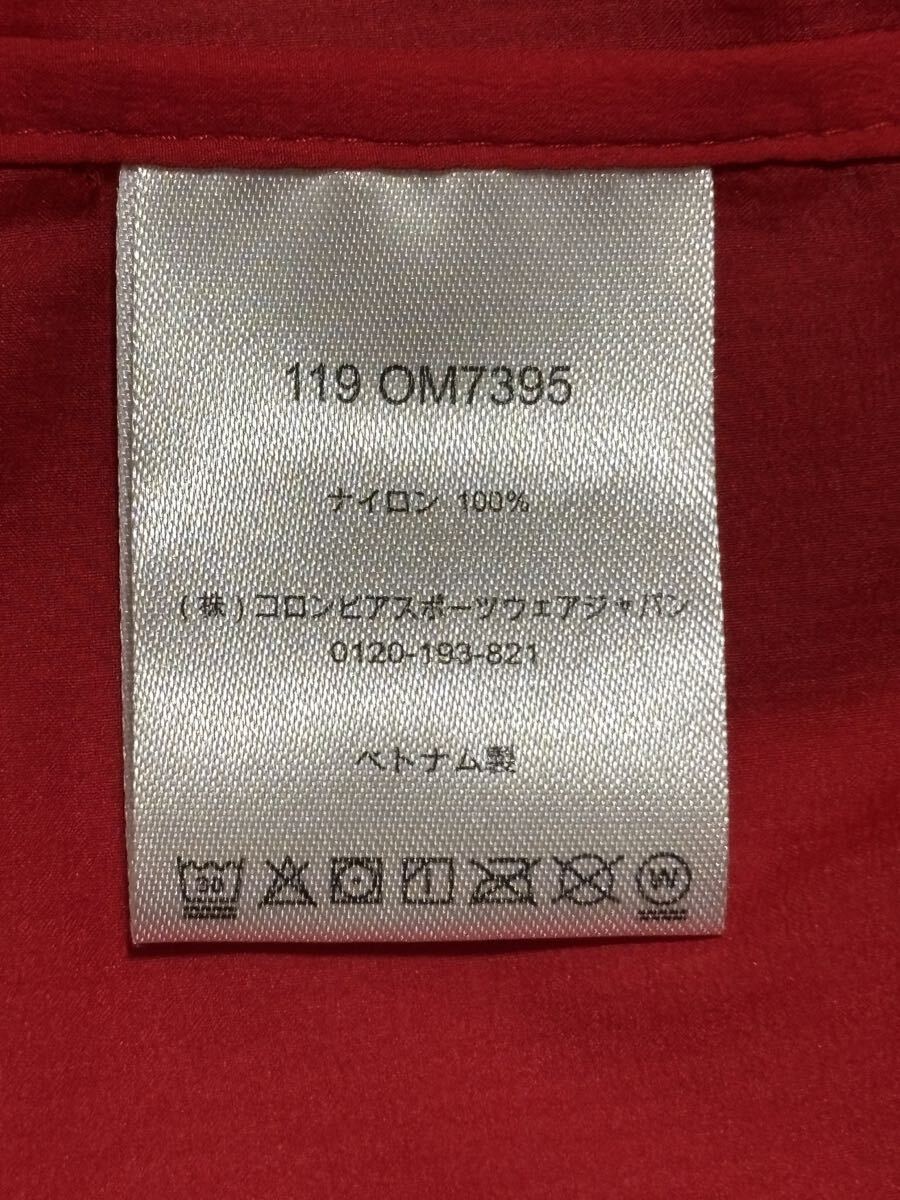 119 OM7395
ナイロン 100%
(株)コロンビアスポーツウェアジャパン
0120-193-821
ベトナム製
30
W